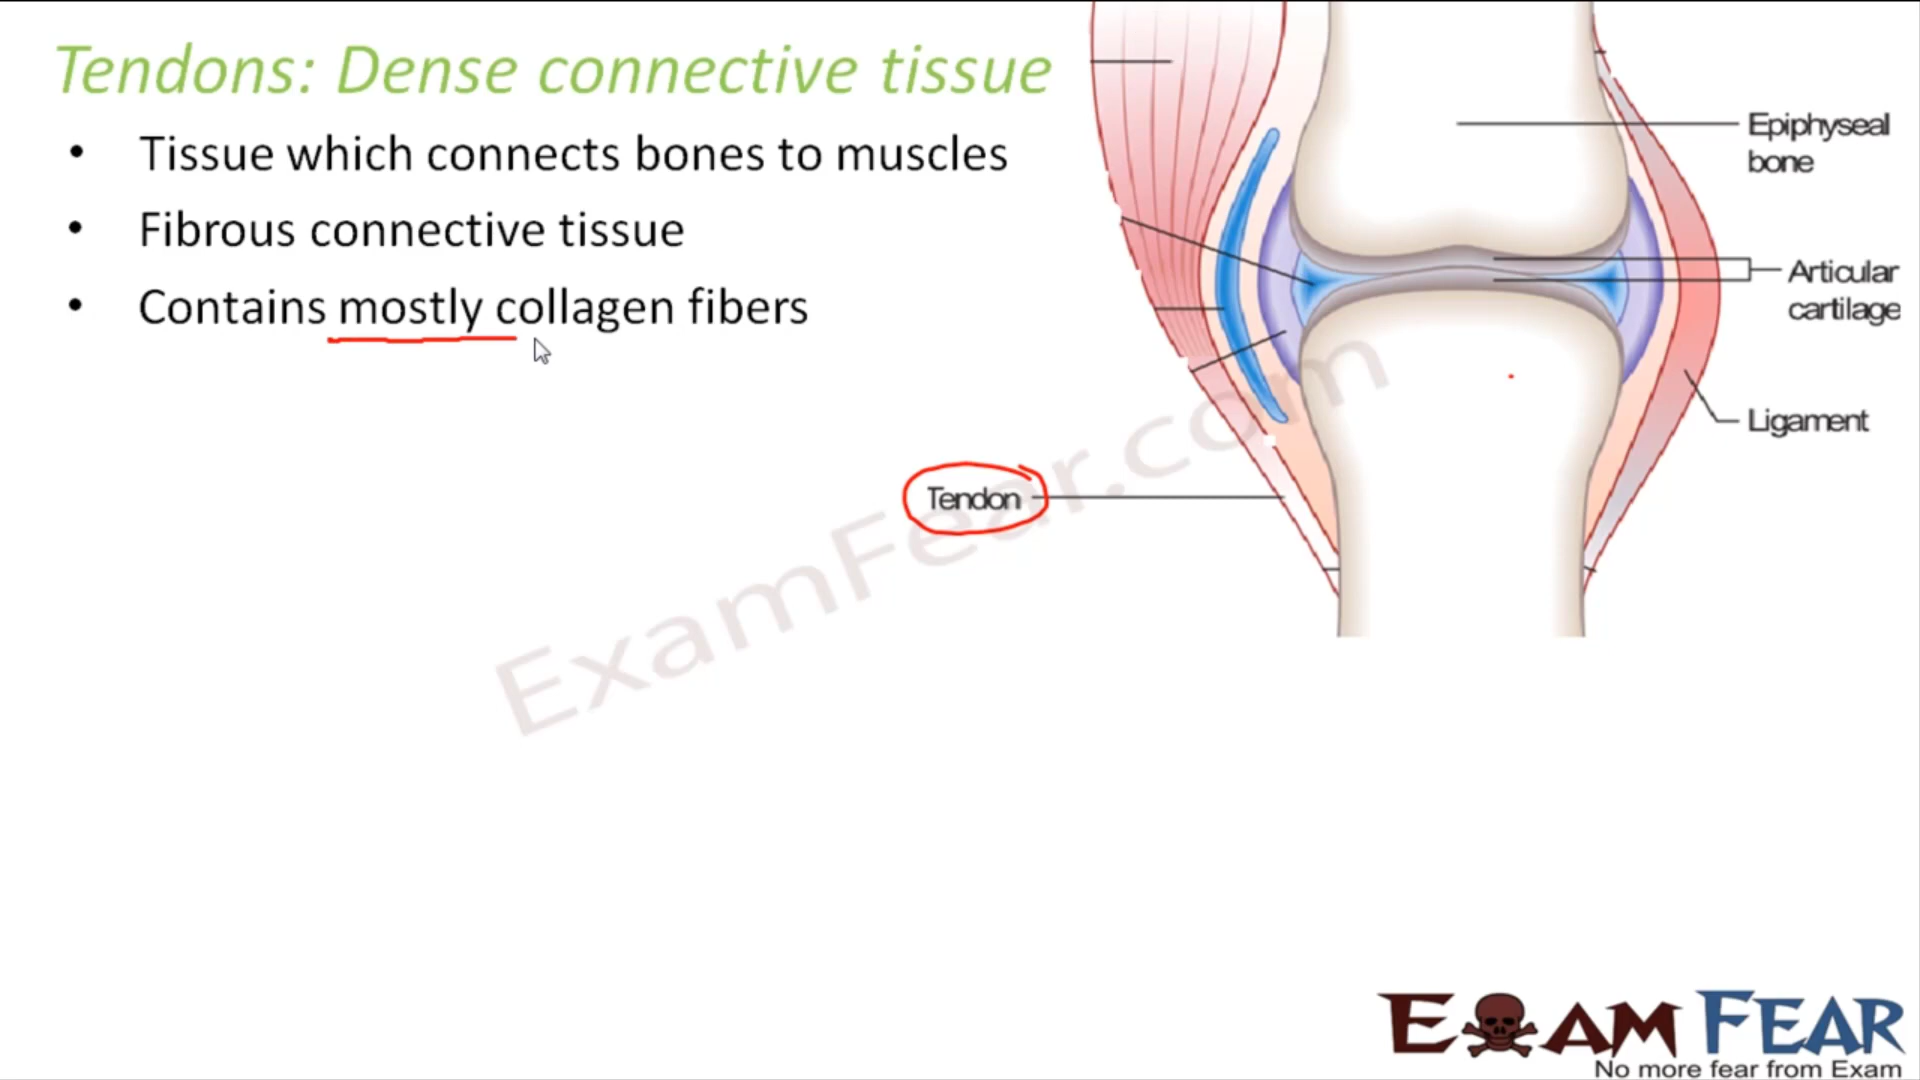 Tendons: Dense connective tissue
• Tissue which connects bones to muscles
• Fibrous connective tissue
• Contains mostly collagen fibers
Epiphyseal
bone
Articular
cartilage
Ligament
Tendon
ExamFear.com
EXAM FEAR
No more fear from Exam